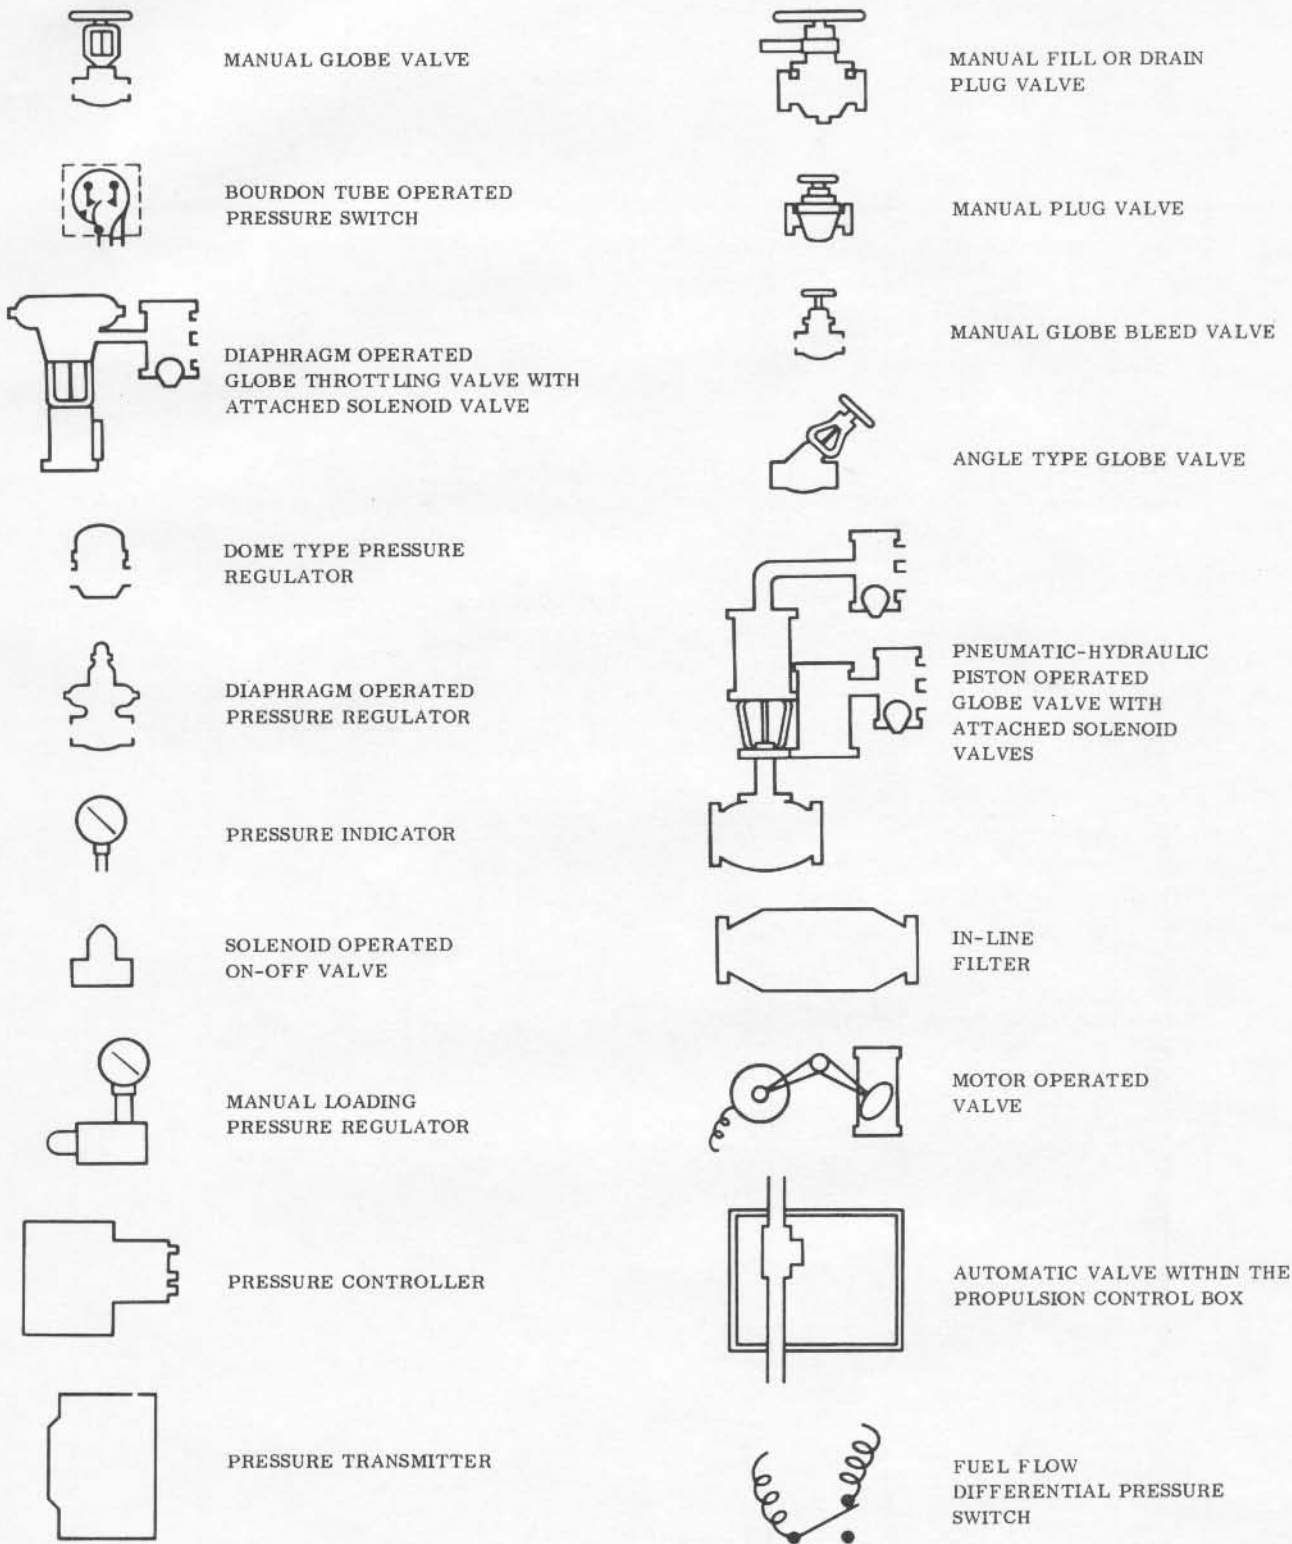 MANUAL GLOBE VALVE
BOURDON TUBE OPERATED
PRESSURE SWITCH
DIAPHRAGM OPERATED
GLOBE THROTTLING VALVE WITH
ATTACHED SOLENOID VALVE
DOME TYPE PRESSURE
REGULATOR
DIAPHRAGM OPERATED
PRESSURE REGULATOR
PRESSURE INDICATOR
SOLENOID OPERATED
ON-OFF VALVE
MANUAL LOADING
PRESSURE REGULATOR
PRESSURE CONTROLLER
PRESSURE TRANSMITTER
MANUAL FILL OR DRAIN
PLUG VALVE
MANUAL PLUG VALVE
MANUAL GLOBE BLEED VALVE
ANGLE TYPE GLOBE VALVE
PNEUMATIC-HYDRAULIC
PISTON OPERATED
GLOBE VALVE WITH
ATTACHED SOLENOID
VALVES
IN-LINE
FILTER
MOTOR OPERATED
VALVE
AUTOMATIC VALVE WITHIN THE
PROPULSION CONTROL BOX
FUEL FLOW
DIFFERENTIAL PRESSURE
SWITCH